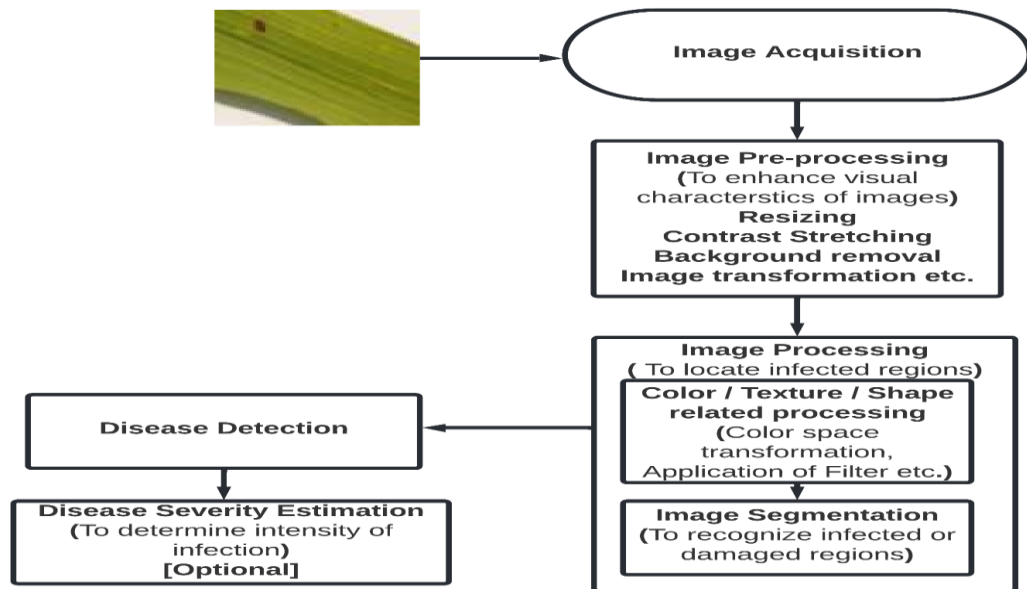 Image Acquisition
Image Pre-processing
(To enhance visual
characterstics of images)
Resizing
Contrast Stretching
Background removal
Image transformation etc.
Image Processing
( To locate infected regions)
Color / Texture / Shape
related processing
(Color space
transformation,
Application of Filter etc.)
Image Segmentation
(To recognize infected or
damaged regions)
Disease Detection
Disease Severity Estimation
(To determine intensity of
infection)
[Optional]